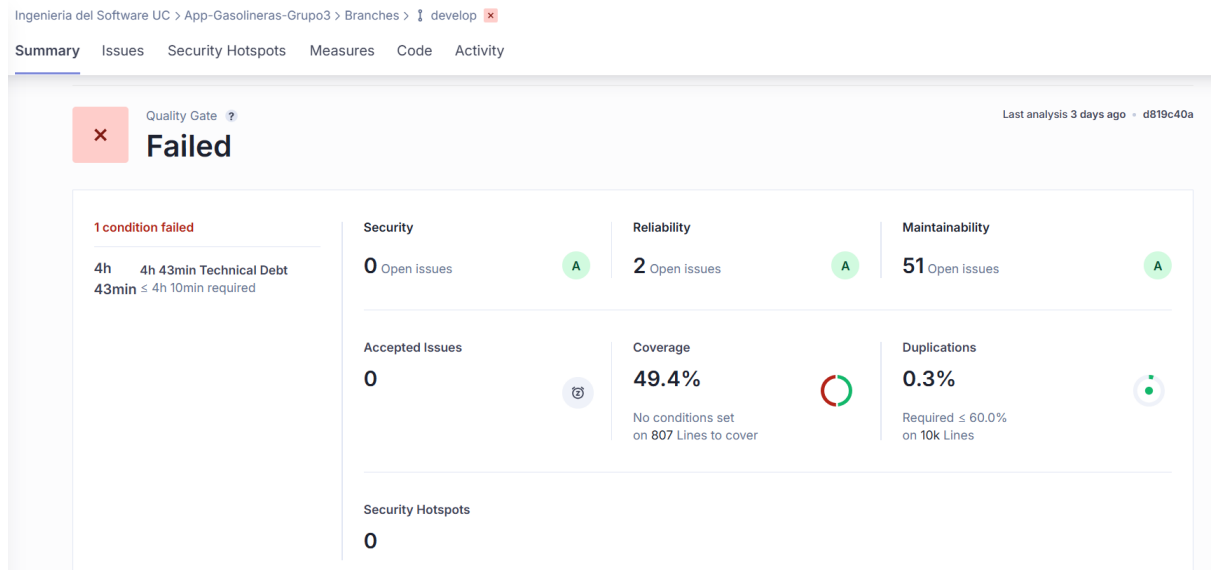 Ingenieria del Software UC > App-Gasolineras-Grupo3 > Branches > develop
Summary Issues Security Hotspots Measures Code Activity
Quality Gate ?
Failed
Last analysis 3 days ago d819c40a
1 condition failed
4h 43min
4h 43min Technical Debt
≤ 4h 10min required
Security
0 Open issues A
Reliability
2 Open issues A
Maintainability
51 Open issues A
Accepted Issues
0
Coverage
49.4%
No conditions set
on 807 Lines to cover
Duplications
0.3%
Required ≤ 60.0%
on 10k Lines
Security Hotspots
0